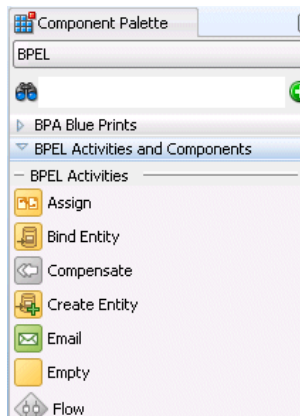 Component Palette
BPEL
BPA Blue Prints
BPEL Activities and Components
BPEL Activities
Assign
Bind Entity
Compensate
Create Entity
Email
Empty
Flow